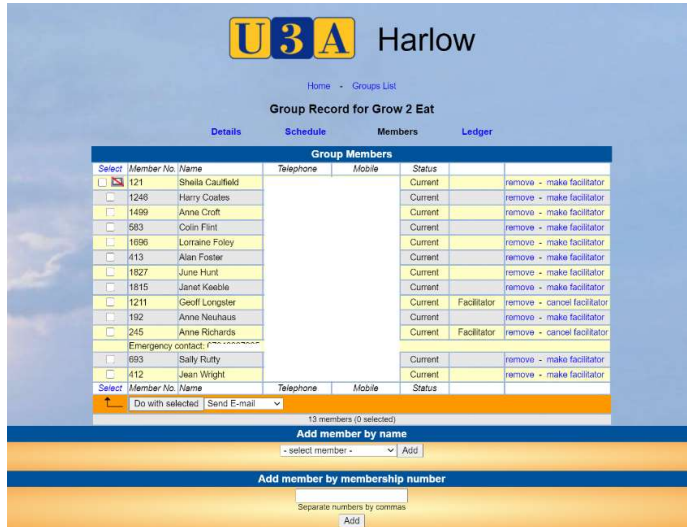 U3A Harlow
Home - Groups List
Group Record for Grow 2 Eat
Details Schedule Members Ledger
Group Members
Select Member No. Name Telephone Mobile Status
121 Sheila Caulfield Current remove - make facilitator
1246 Harry Coates Current remove - make facilitator
1499 Anne Croft Current remove - make facilitator
583 Colin Flint Current remove - make facilitator
1696 Lorraine Foley Current remove - make facilitator
413 Alan Foster Current remove - make facilitator
1827 June Hunt Current remove - make facilitator
1815 Janet Keeble Current remove - make facilitator
1211 Geoff Longster Current Facilitator remove - cancel facilitator
192 Anne Neuhaus Current remove - make facilitator
245 Anne Richards Current Facilitator remove - cancel facilitator
Emergency contact:
693 Sally Rutty Current remove - make facilitator
412 Jean Wright Current remove - make facilitator
Select Member No. Name Telephone Mobile Status
Do with selected Send E-mail
13 members (0 selected)
Add member by name
- select member - Add
Add member by membership number
Separate numbers by commas
Add